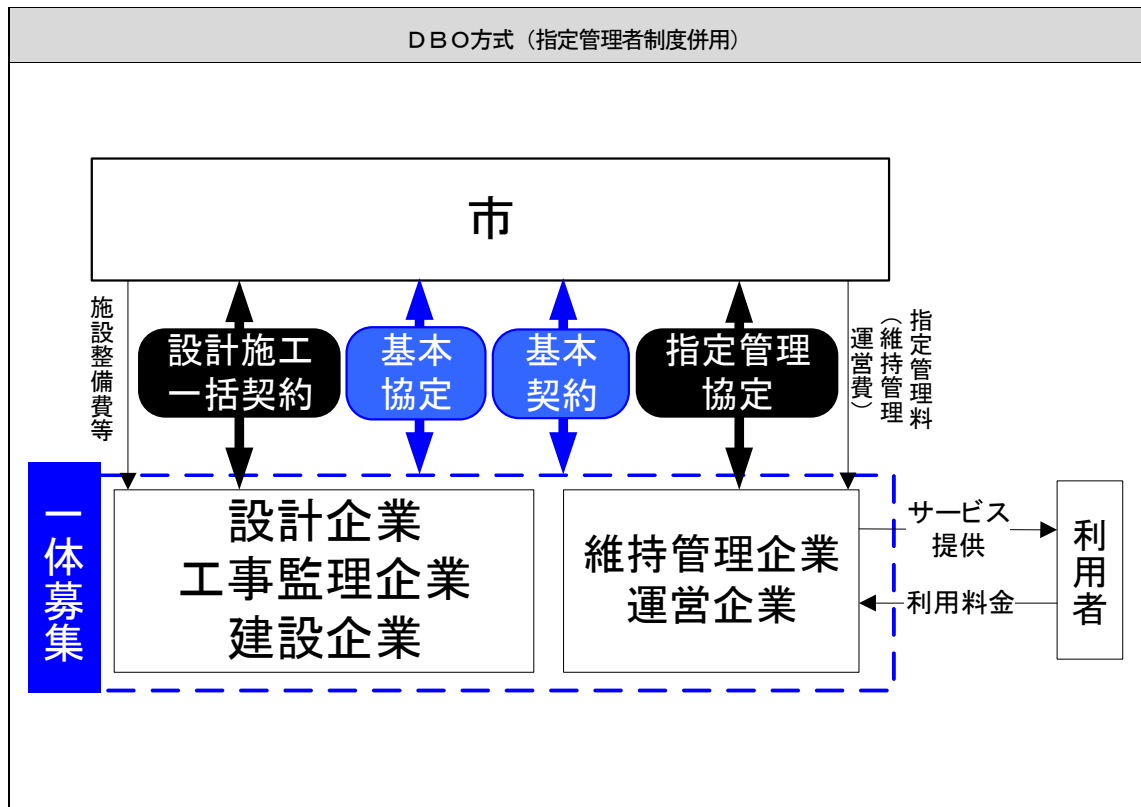 DBO方式（指定管理者制度併用）
市
施設整備費等
設計施工
一括契約
基本
協定
基本
契約
指定管理
協定
指定管理料
（維持管理
運営費）
一体募集
設計企業
工事監理企業
建設企業
維持管理企業
運営企業
サービス
提供
利用料金
利用者